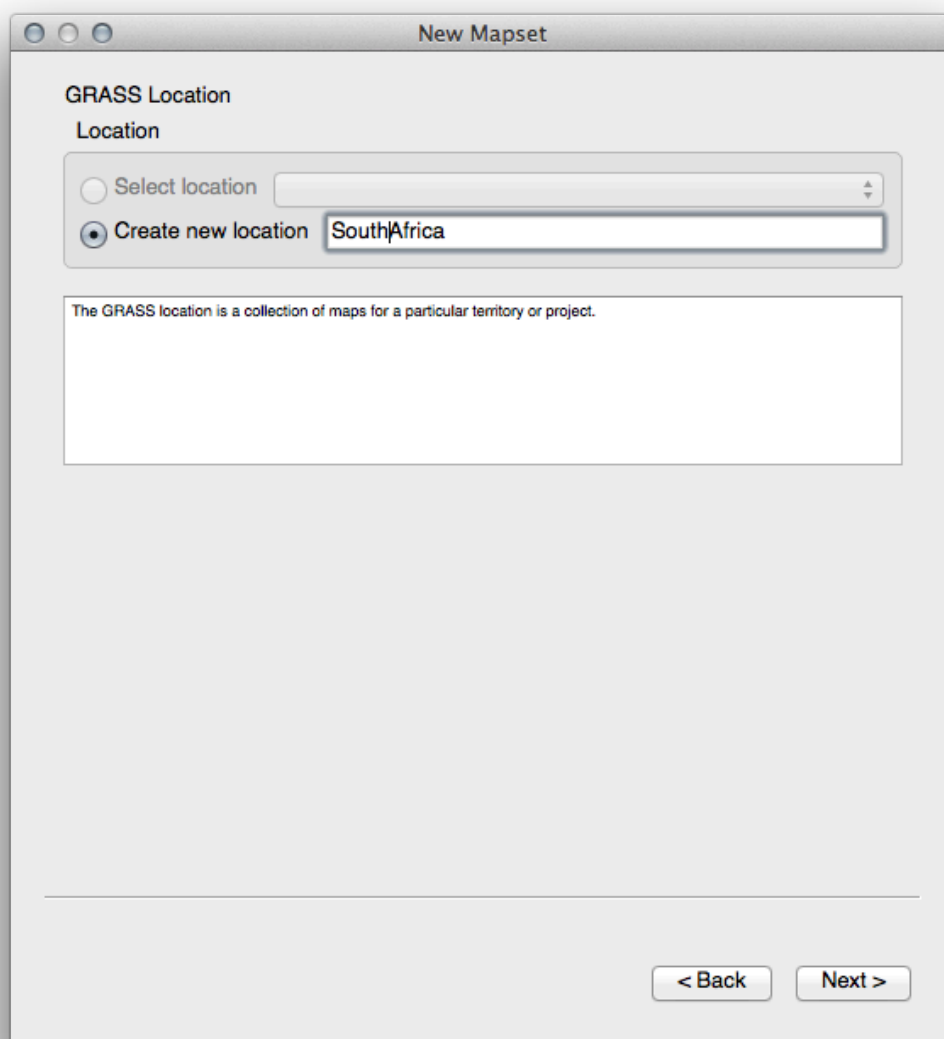 New Mapset
GRASS Location
Location
Select location
Create new location SouthAfrica
The GRASS location is a collection of maps for a particular territory or project.
< Back Next >